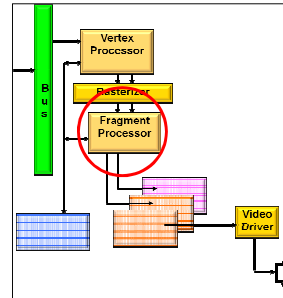 Vertex
Processor
Bus
Rasterizer
Fragment
Processor
Video
Driver